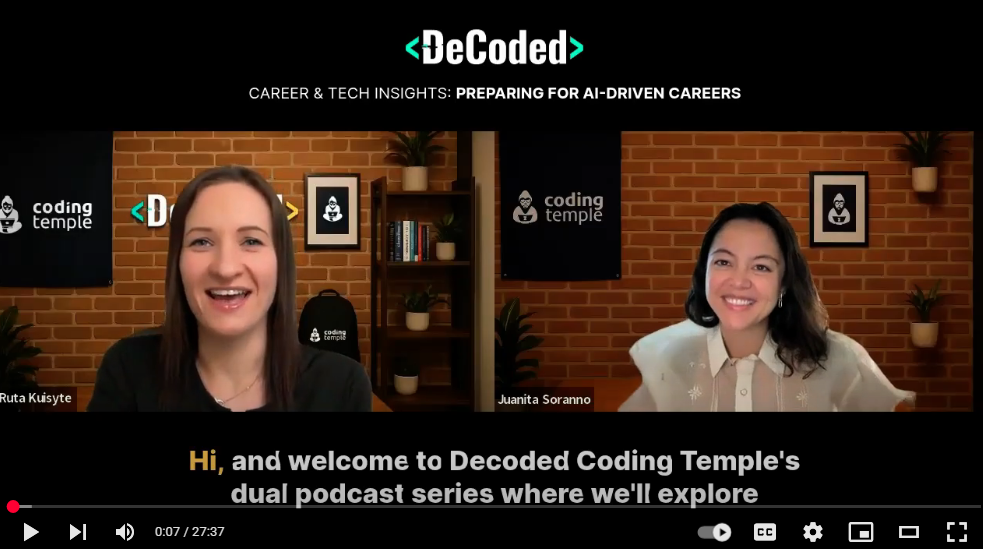 <DeCoded>
CAREER & TECH INSIGHTS: PREPARING FOR AI-DRIVEN CAREERS
coding
temple
coding
temple
coding
temple
Ruta Kuisyte
Juanita Soranno
Hi, and welcome to Decoded Coding Temple's
dual podcast series where we'll explore
0:07 / 27:37
CC